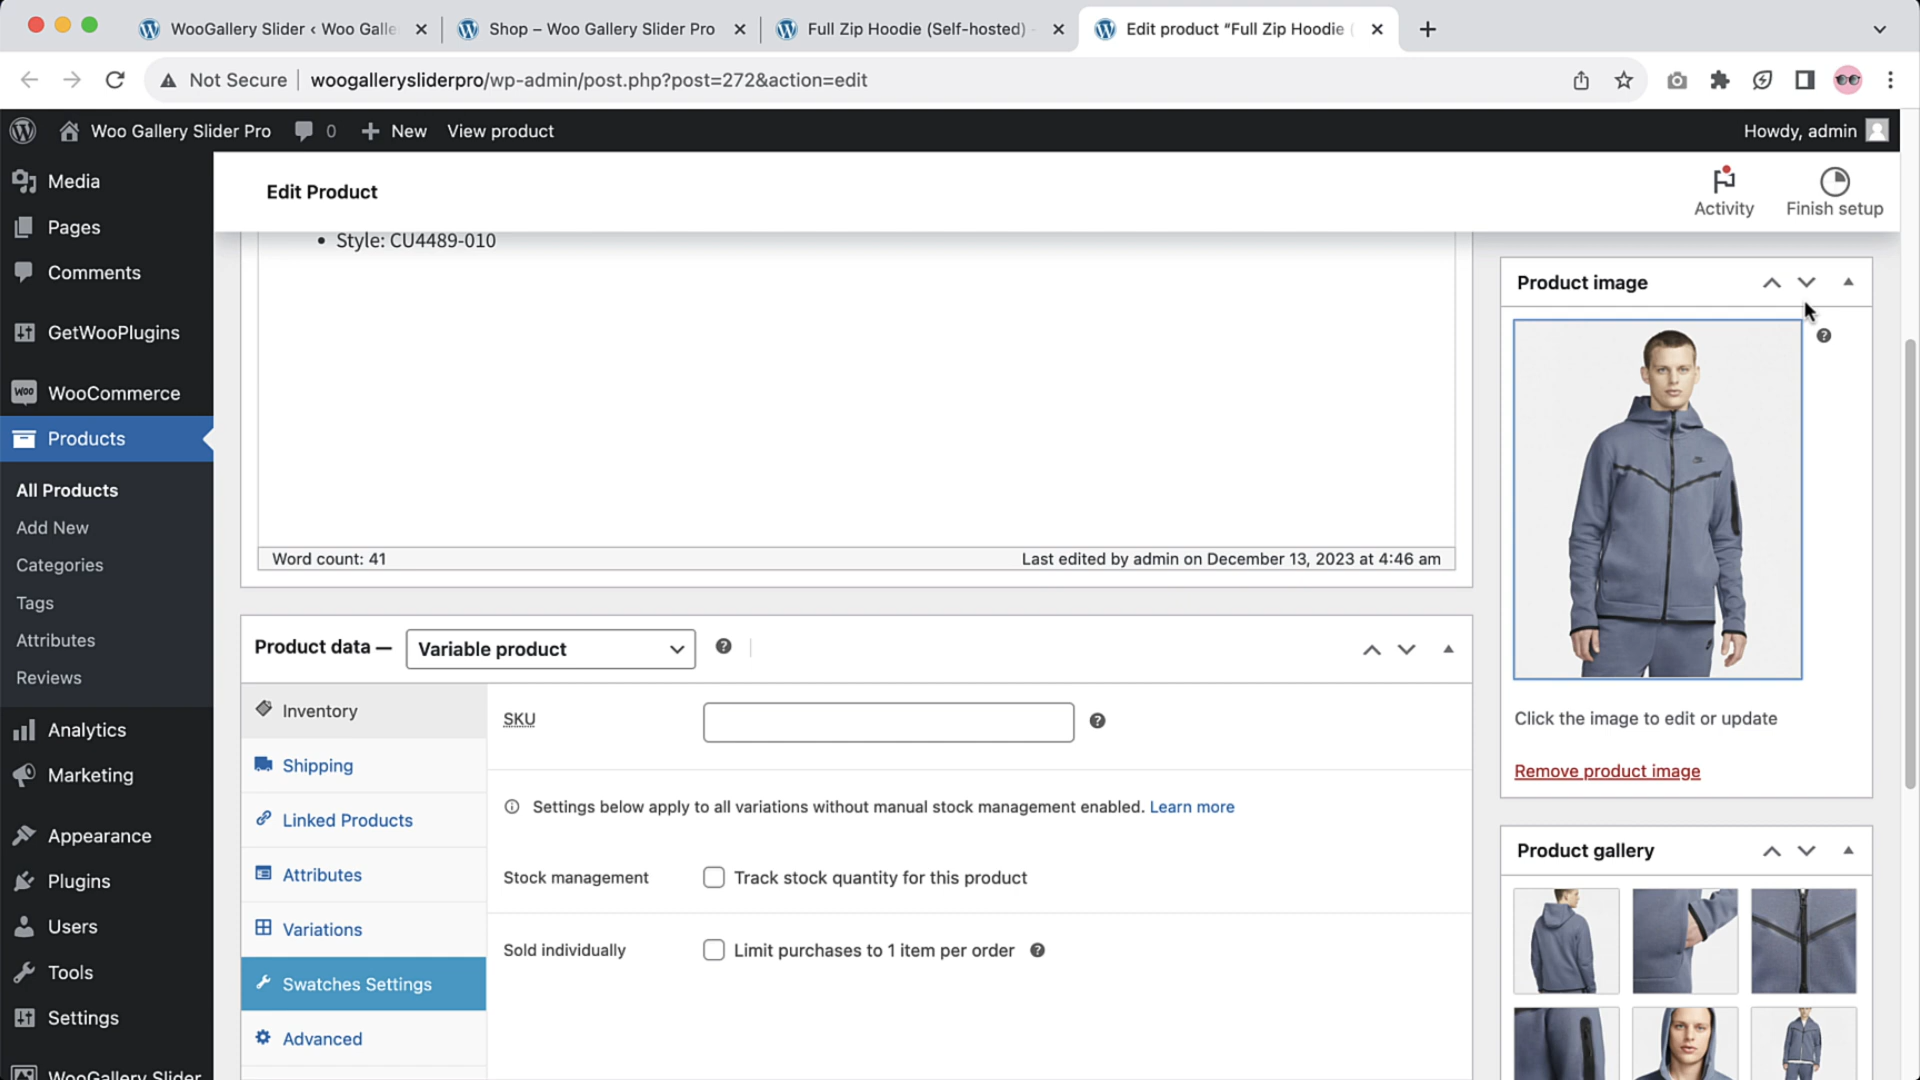 WooGallery Slider ‹ Woo Galle
Shop – Woo Gallery Slider Pro
Full Zip Hoodie (Self-hosted)
Edit product “Full Zip Hoodie (
Not Secure
woogallerysliderpro/wp-admin/post.php?post=272&action=edit
Woo Gallery Slider Pro
0
New
View product
Howdy, admin
Media
Pages
Comments
GetWooPlugins
WooCommerce
Products
All Products
Add New
Categories
Tags
Attributes
Reviews
Analytics
Marketing
Appearance
Plugins
Users
Tools
Settings
WooGallery Slider
Edit Product
Activity
Finish setup
• Style: CU4489-010
Word count: 41
Last edited by admin on December 13, 2023 at 4:46 am
Product data —
Variable product
Inventory
Shipping
Linked Products
Attributes
Variations
Swatches Settings
Advanced
SKU
Settings below apply to all variations without manual stock management enabled. Learn more
Stock management
Track stock quantity for this product
Sold individually
Limit purchases to 1 item per order
Product image
Click the image to edit or update
Remove product image
Product gallery